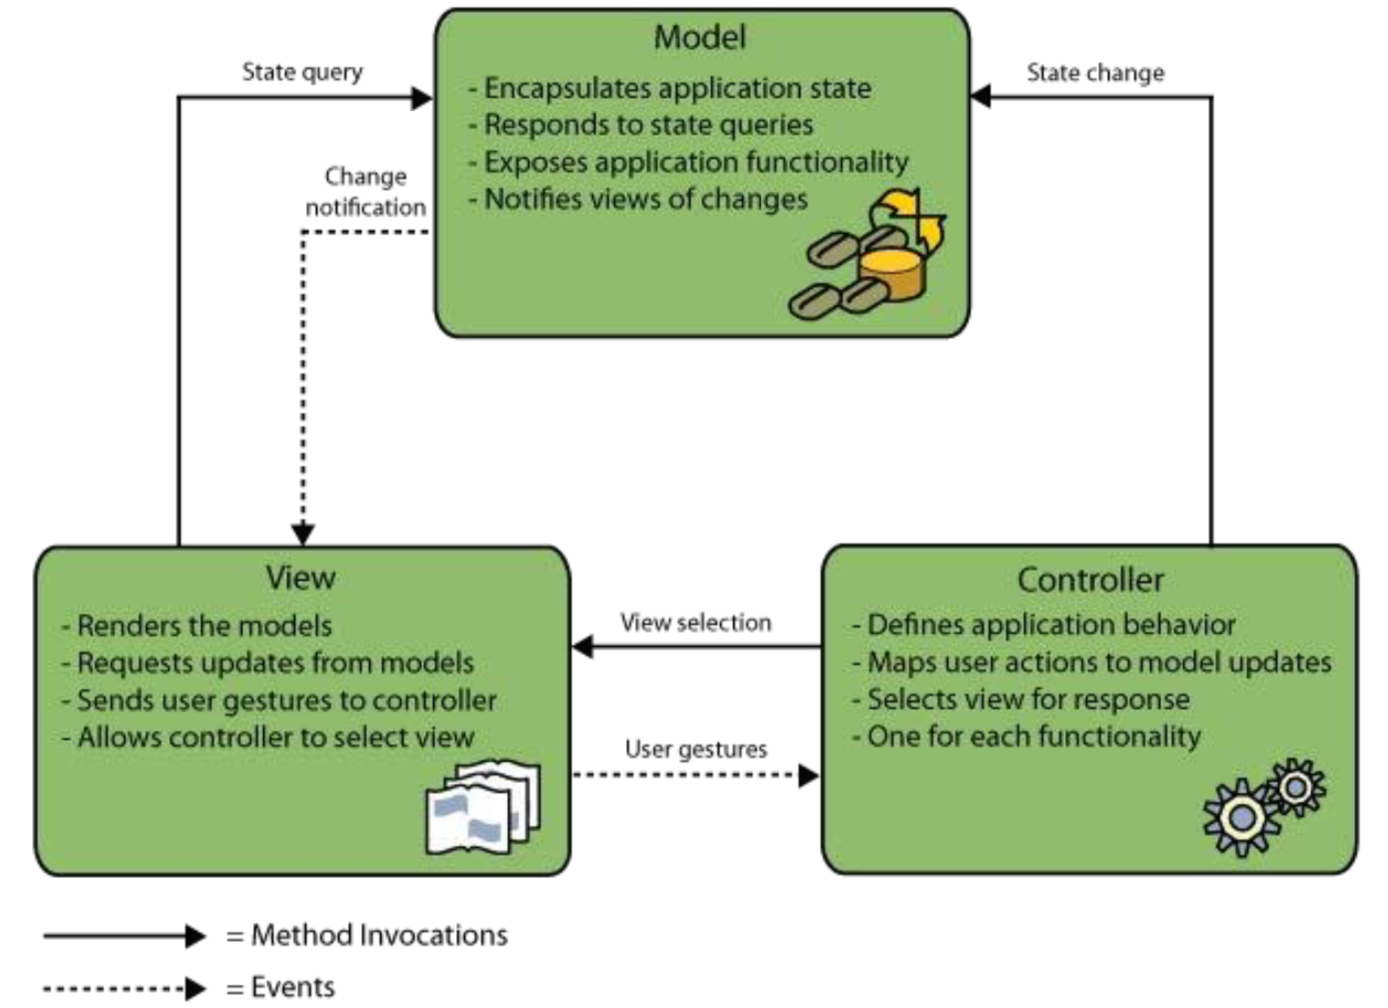 Model
- Encapsulates application state
- Responds to state queries
- Exposes application functionality
- Notifies views of changes
State query
State change
Change
notification
View
- Renders the models
- Requests updates from models
- Sends user gestures to controller
- Allows controller to select view
View selection
User gestures
Controller
- Defines application behavior
- Maps user actions to model updates
- Selects view for response
- One for each functionality
= Method Invocations
= Events